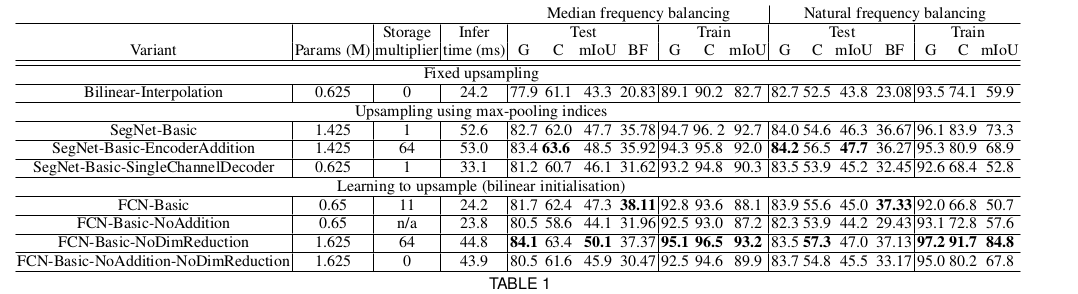 Median frequency balancing Natural frequency balancing
Storage Infer Test Train Test Train
Variant Params (M) multiplier time (ms) G C mIoU BF G C mIoU G C mIoU BF G C mIoU
Fixed upsampling
Bilinear-Interpolation 0.625 0 24.2 77.9 61.1 43.3 20.83 89.1 90.2 82.7 82.7 52.5 43.8 23.08 93.5 74.1 59.9
Upsampling using max-pooling indices
SegNet-Basic 1.425 1 52.6 82.7 62.0 47.7 35.78 94.7 96. 2 92.7 84.0 54.6 46.3 36.67 96.1 83.9 73.3
SegNet-Basic-EncoderAddition 1.425 64 53.0 83.4 63.6 48.5 35.92 94.3 95.8 92.0 84.2 56.5 47.7 36.27 95.3 80.9 68.9
SegNet-Basic-SingleChannelDecoder 0.625 1 33.1 81.2 60.7 46.1 31.62 93.2 94.8 90.3 83.5 53.9 45.2 32.45 92.6 68.4 52.8
Learning to upsample (bilinear initialisation)
FCN-Basic 0.65 11 24.2 81.7 62.4 47.3 38.11 92.8 93.6 88.1 83.9 55.6 45.0 37.33 92.0 66.8 50.7
FCN-Basic-NoAddition 0.65 n/a 23.8 80.5 58.6 44.1 31.96 92.5 93.0 87.2 82.3 53.9 44.2 29.43 93.1 72.8 57.6
FCN-Basic-NoDimReduction 1.625 64 44.8 84.1 63.4 50.1 37.37 95.1 96.5 93.2 83.5 57.3 47.0 37.13 97.2 91.7 84.8
FCN-Basic-NoAddition-NoDimReduction 1.625 0 43.9 80.5 61.6 45.9 30.47 92.5 94.6 89.9 83.7 54.8 45.5 33.17 95.0 80.2 67.8
TABLE 1